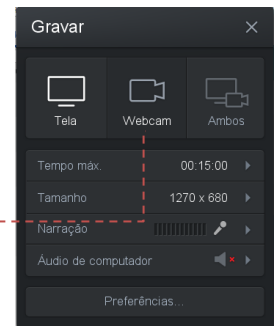 Gravar
Tela Webcam Ambos
Tempo máx. 00:15:00
Tamanho 1270 x 680
Narração
Áudio de computador
Preferências...